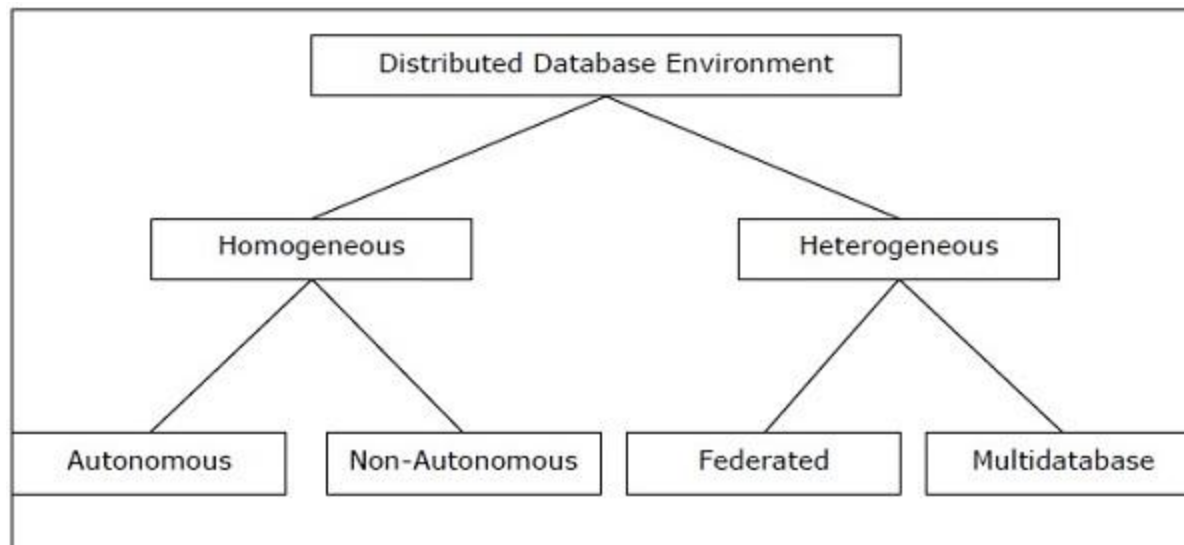 Distributed Database Environment
Homogeneous
Heterogeneous
Autonomous
Non-Autonomous
Federated
Multidatabase